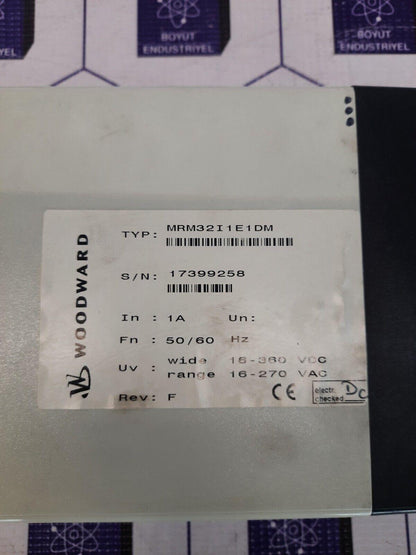 BOYUT
ENDUSTRIYEL
BOYUT
ENDUSTRIYEL
WOODWARD
TYP: MRM32I1E1DM
S/N: 17399258
In : 1A Un:
Fn : 50/60 Hz
Uv : wide 16-360 VDC
range 16-270 VAC
Rev: F
CE
electr.
checked